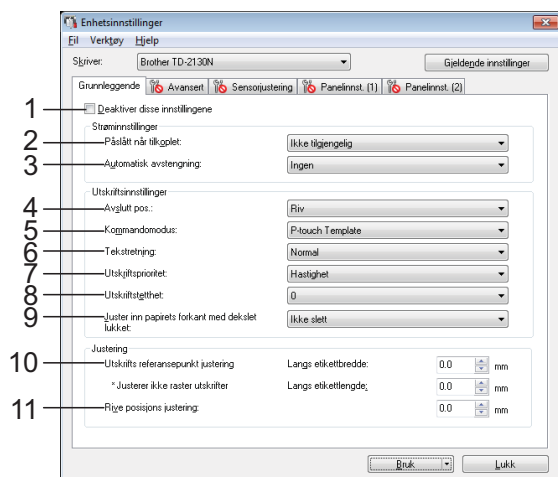 Enhetsinnstillinger
Fil Verktøy Hjelp
Skriver: Brother TD-2130N Gjeldende innstillinger
Grunnleggende Avansert Sensorjustering Panelinnst. (1) Panelinnst. (2)
1 Deaktiver disse innstillingene
Strøminnstillinger
2 Påslått når tilkoplet: Ikke tilgjengelig
3 Automatisk avstengning: Ingen
Utskriftsinnstillinger
4 Avslutt pos.: Riv
5 Kommandomodus: P-touch Template
6 Tekstretning: Normal
7 Utskriftsprioritet: Hastighet
8 Utskriftstetthet: 0
9 Juster inn papirets forkant med dekslet lukket: Ikke slett
Justering
10 Utskrifts referansepunkt justering Langs etikettbredde: 0.0 mm
* Justerer ikke raster utskrifter Langs etikettlengde: 0.0 mm
11 Rive posisjons justering: 0.0 mm
Bruk Lukk